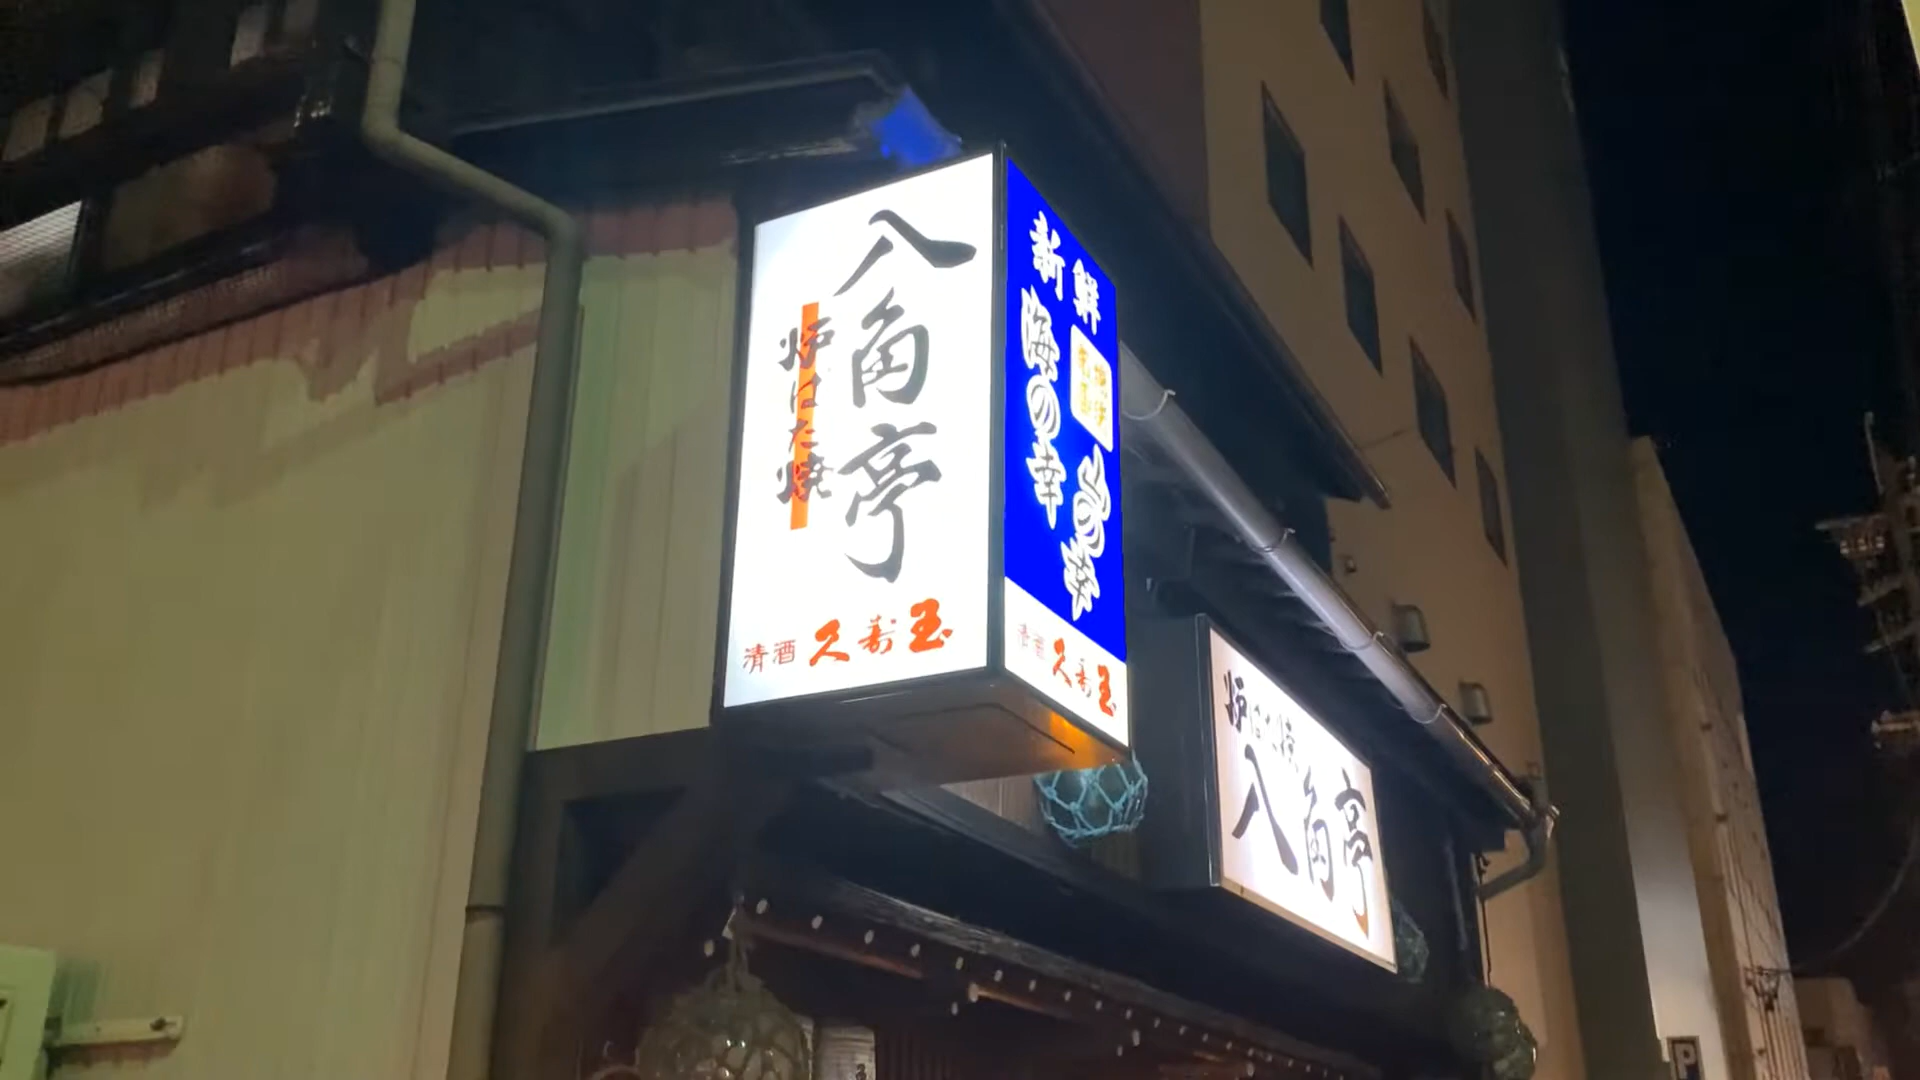 八角亭
炉ばた焼
清酒 久寿玉
新鮮
海の幸
山の幸
清酒 久寿玉
炉ばた焼
八角亭
P